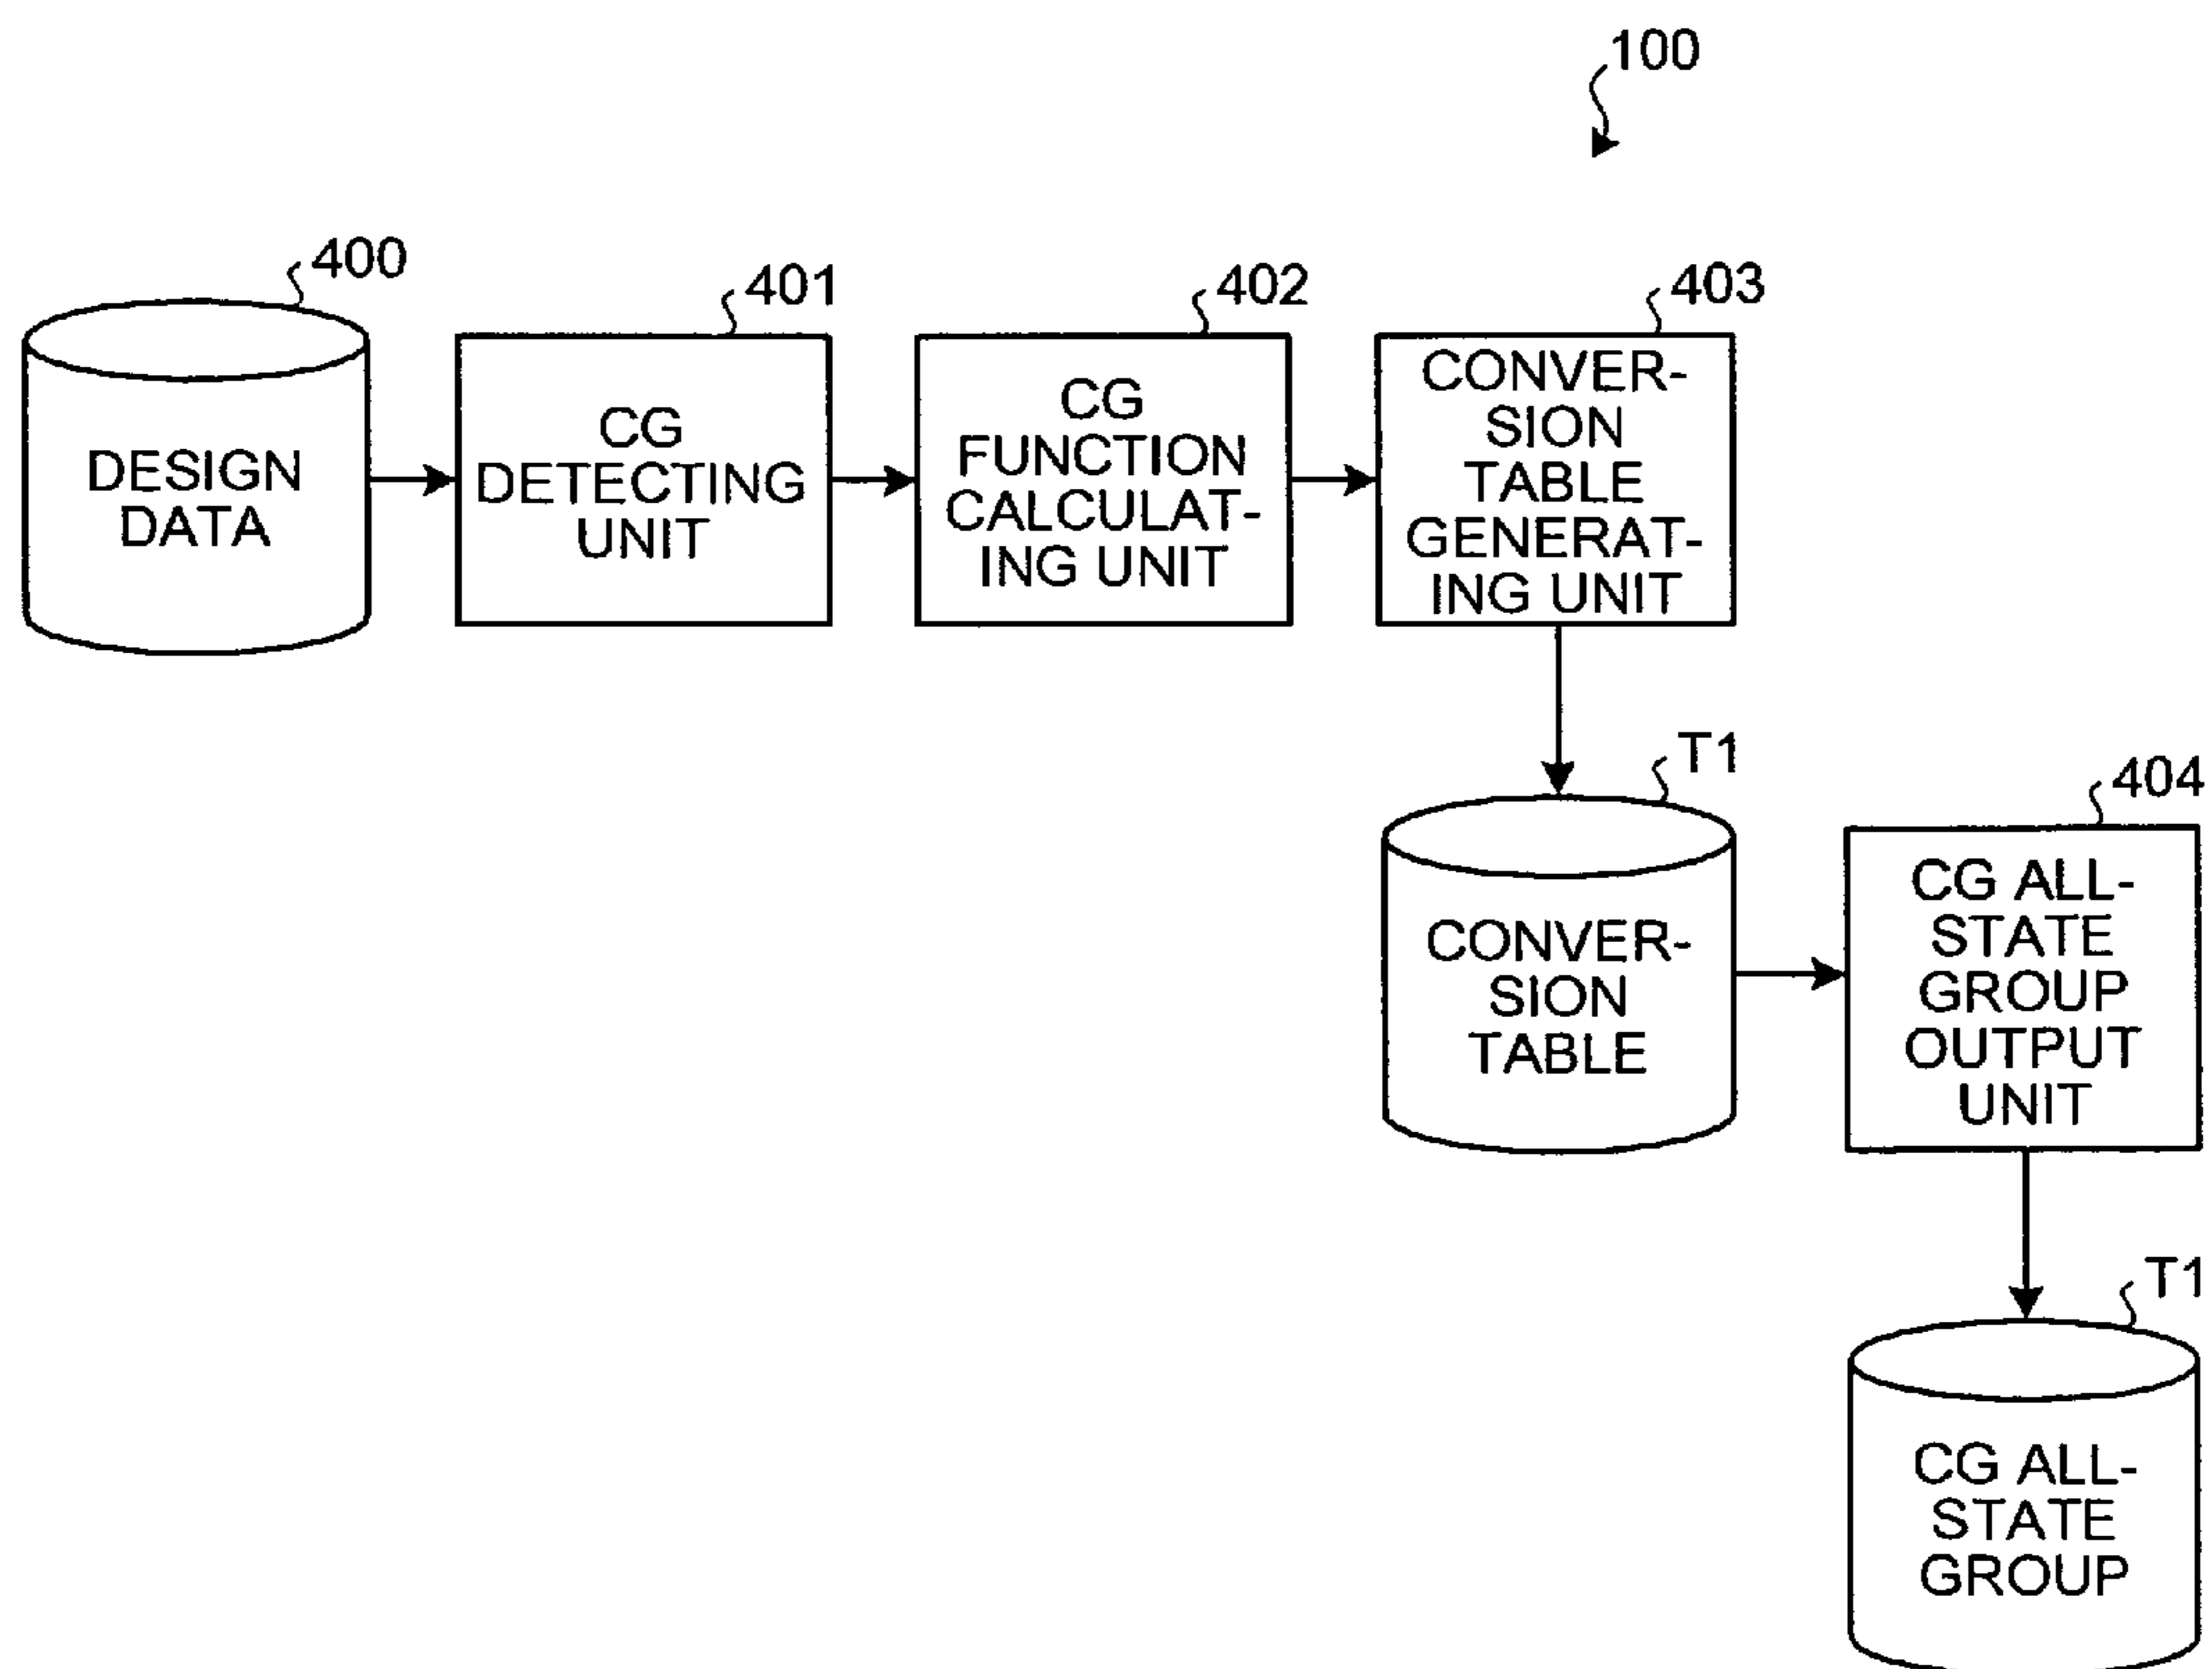 100
400
DESIGN
DATA
401
CG
DETECTING
UNIT
402
CG
FUNCTION
CALCULAT-
ING UNIT
403
CONVER-
SION
TABLE
GENERAT-
ING UNIT
T1
CONVER-
SION
TABLE
404
CG ALL-
STATE
GROUP
OUTPUT
UNIT
T1
CG ALL-
STATE
GROUP